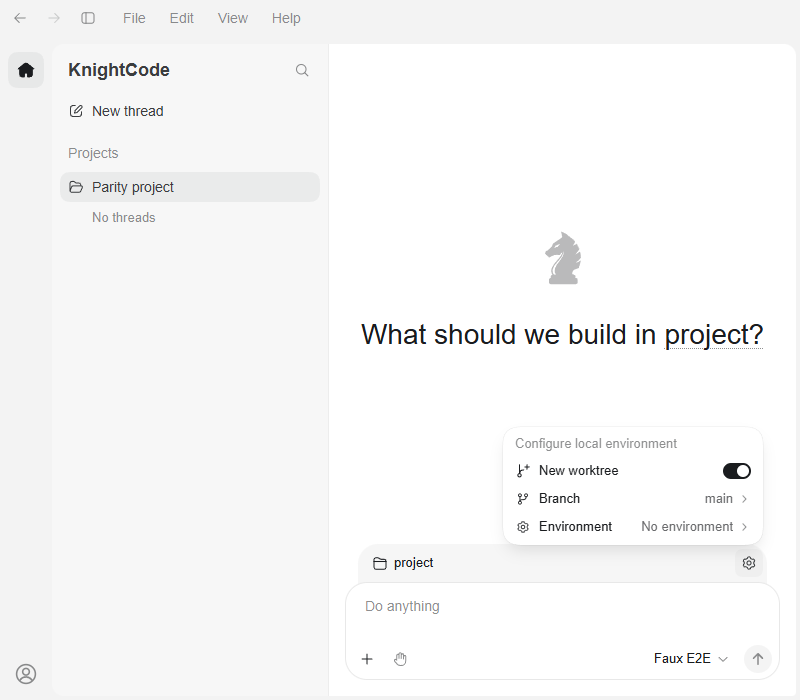 File Edit View Help
KnightCode
New thread
Projects
Parity project
No threads
What should we build in project?
Configure local environment
New worktree
Branch main
Environment No environment
project
Do anything
Faux E2E